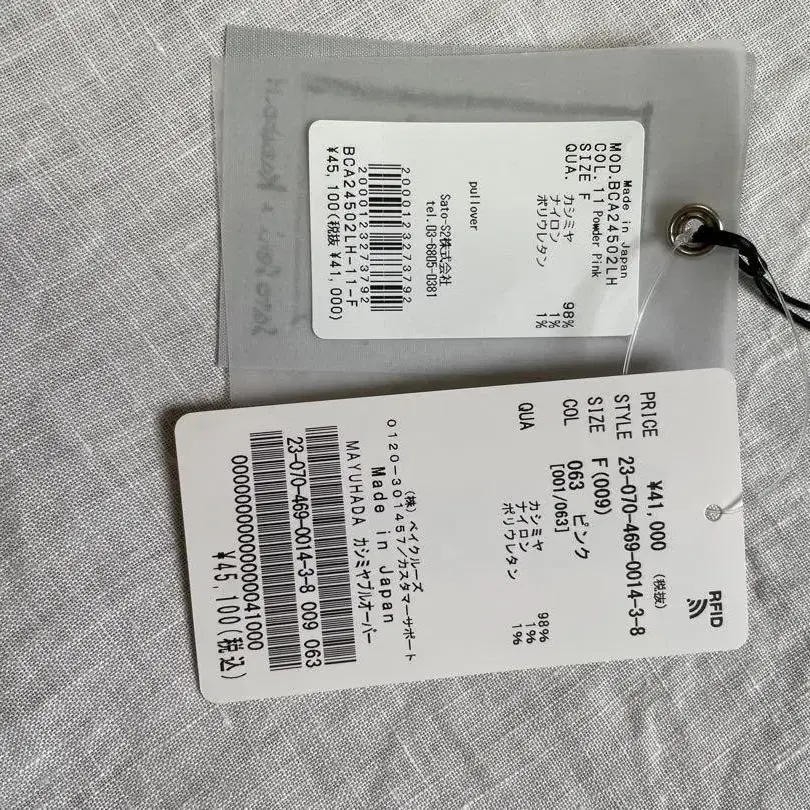 Made in Japan
MOD.BCA24502LH
COL. 11 Powder Pink
SIZE F
QUA. カシミヤ 98%
ナイロン 1%
ポリウレタン 1%
pullover
Sato-S2株式会社
tel.03-6805-0381
2000123273792
2000123273792
BCA24502LH-11-F
¥45,100(税抜 ¥41,000)
RFID
PRICE ¥41,000 (税抜)
STYLE 23-070-469-0014-3-8
SIZE F(009)
COL 063 ピンク
[001/063]
QUA カシミヤ 98%
ナイロン 1%
ポリウレタン 1%
(株)ベイクルーズ
0120-301457/カスタマーサポート
Made in Japan
MAYUHADA カシミヤプルオーバー
23-070-469-0014-3-8 009 063
0000000000000000041000
¥45,100(税込)